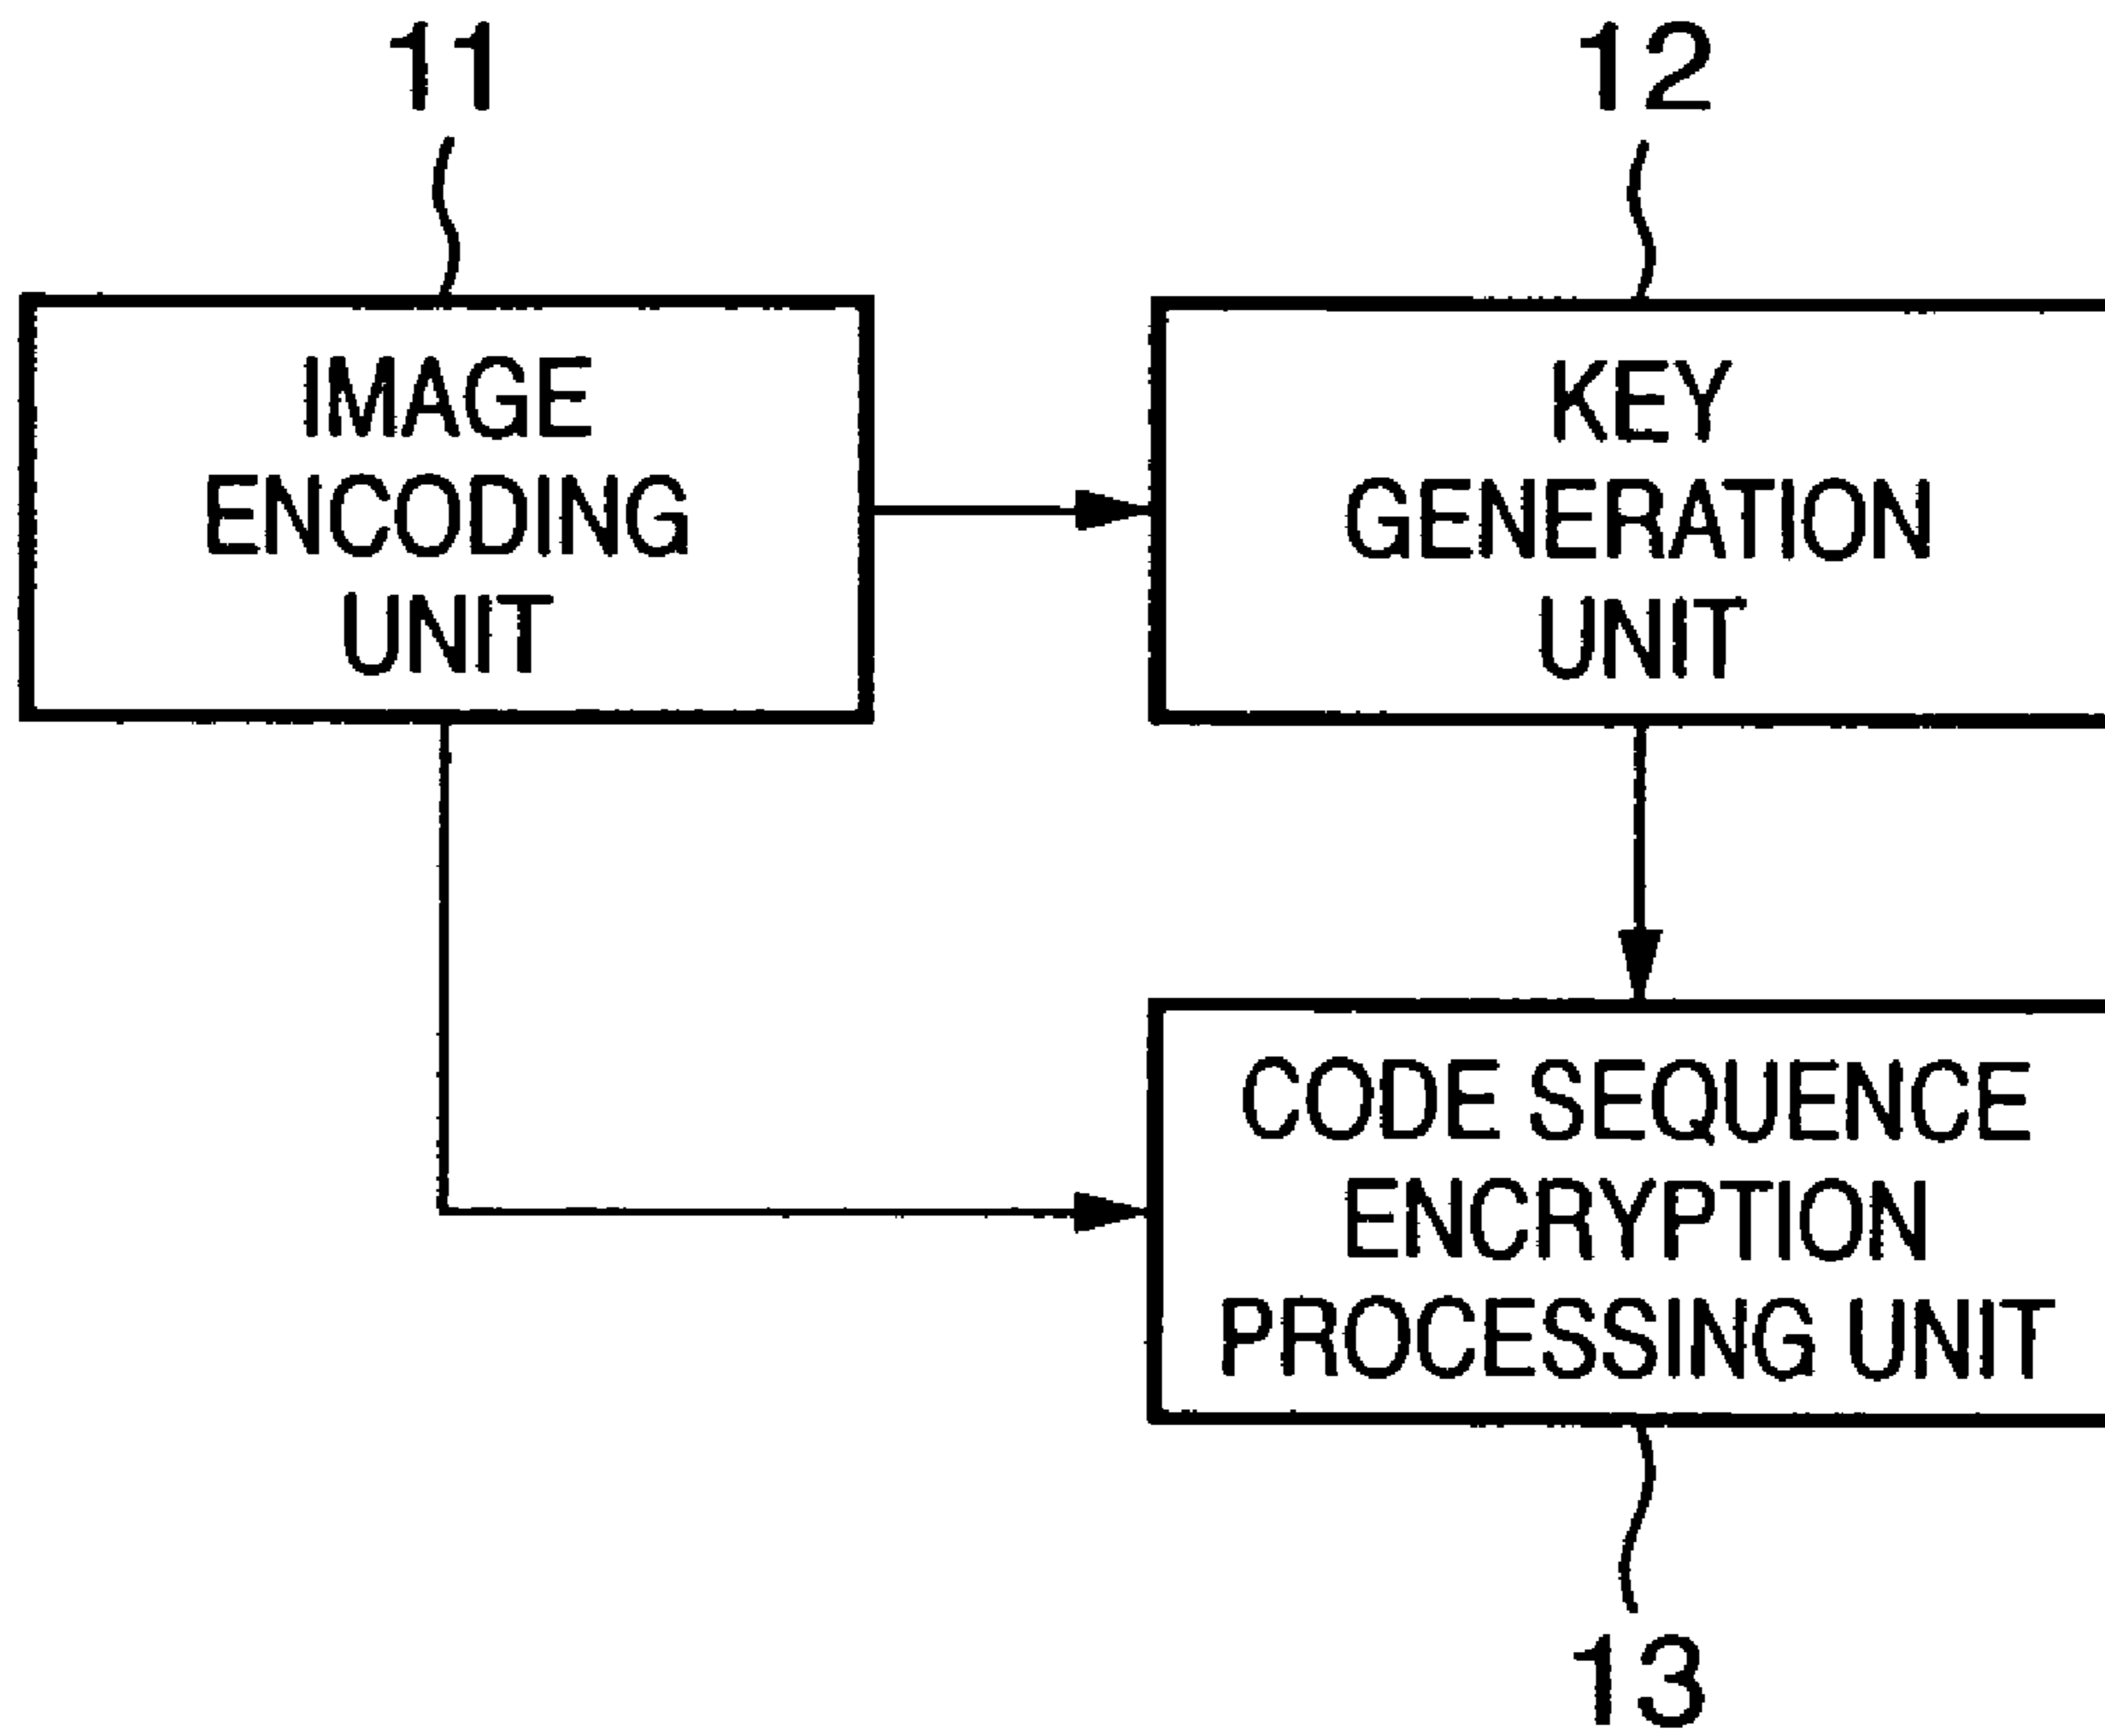 11
12
IMAGE
ENCODING
UNIT
KEY
GENERATION
UNIT
CODE SEQUENCE
ENCRYPTION
PROCESSING UNIT
13